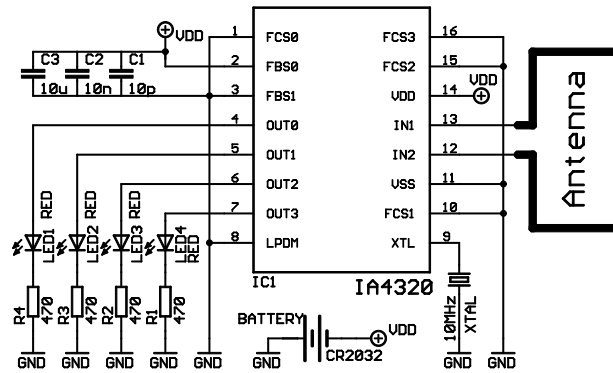 VDD
C3 C2 C1
10u 10n 10p
1 FCS0 FCS3 16
2 FBS0 FCS2 15
VDD
3 FBS1 VDD 14
4 OUT0 IN1 13
5 OUT1 IN2 12
6 OUT2 VSS 11
7 OUT3 FCS1 10
8 LPDM XTL 9
Antenna
RED RED RED
LED1 LED2 LED3 LED4 RED
IC1
IA4320
R4 470 R3 470 R2 470 R1 470
10MHz XTAL
BATTERY
VDD
CR2032
GND GND GND GND GND GND GND GND